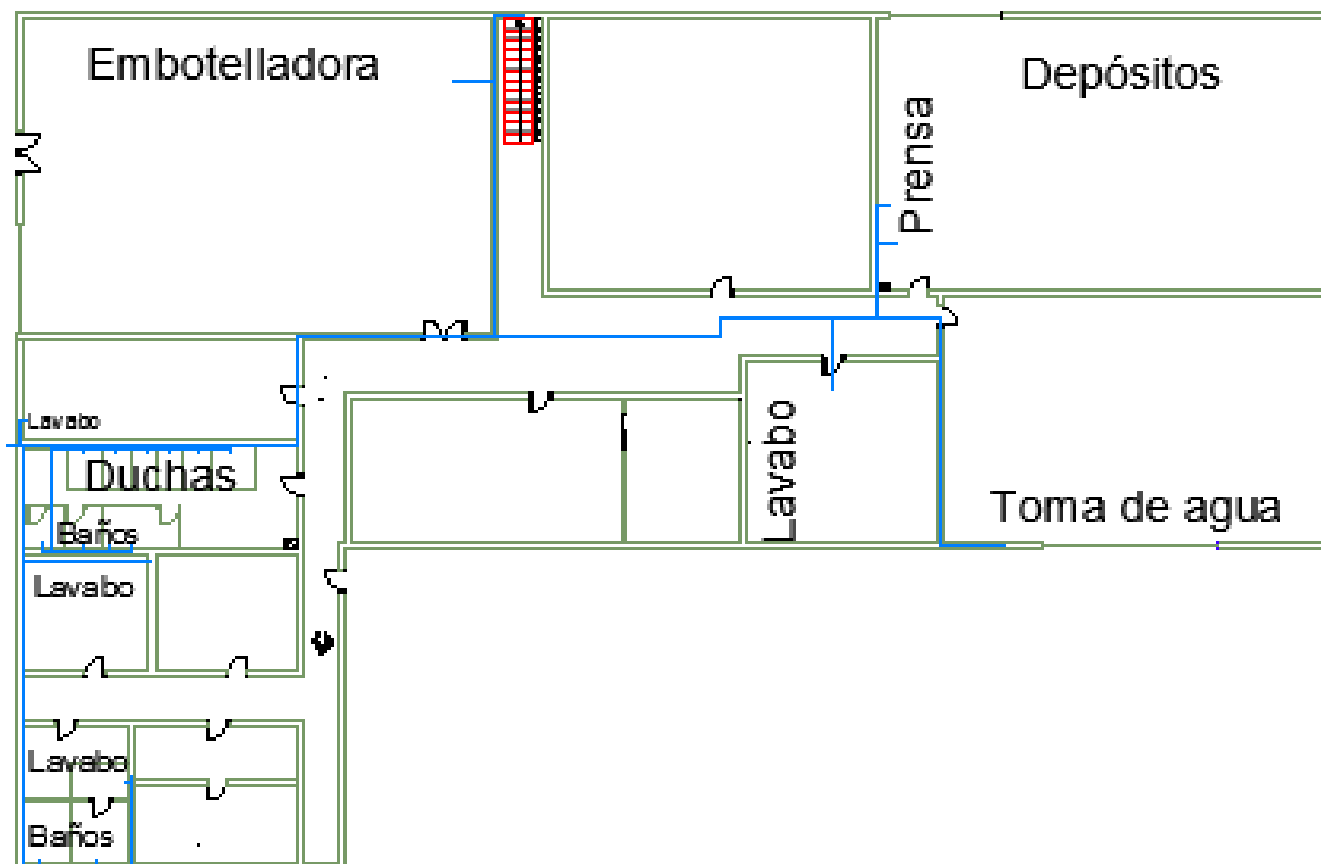 Embotelladora
Depósitos
Prensa
Lavabo
Duchas
Lavabo
Toma de agua
Baños
Lavabo
Lavabo
Baños